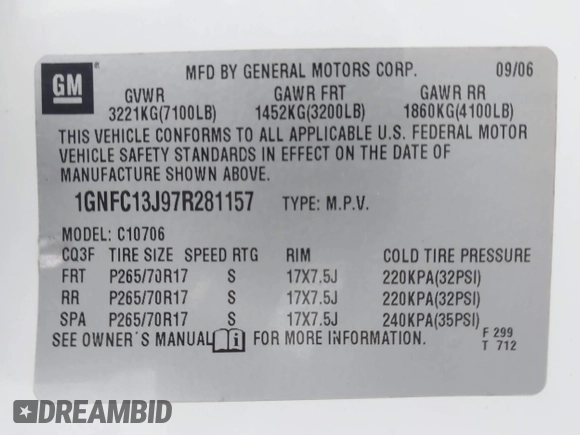 GM ®
MFD BY GENERAL MOTORS CORP. 09/06
GVWR GAWR FRT GAWR RR
3221KG(7100LB) 1452KG(3200LB) 1860KG(4100LB)
THIS VEHICLE CONFORMS TO ALL APPLICABLE U.S. FEDERAL MOTOR
VEHICLE SAFETY STANDARDS IN EFFECT ON THE DATE OF
MANUFACTURE SHOWN ABOVE.
1GNFC13J97R281157 TYPE: M.P.V.
MODEL: C10706
CQ3F TIRE SIZE SPEED RTG RIM COLD TIRE PRESSURE
FRT P265/70R17 S 17X7.5J 220KPA(32PSI)
RR P265/70R17 S 17X7.5J 220KPA(32PSI)
SPA P265/70R17 S 17X7.5J 240KPA(35PSI)
SEE OWNER'S MANUAL i FOR MORE INFORMATION. F 299
T 712
DREAMBID